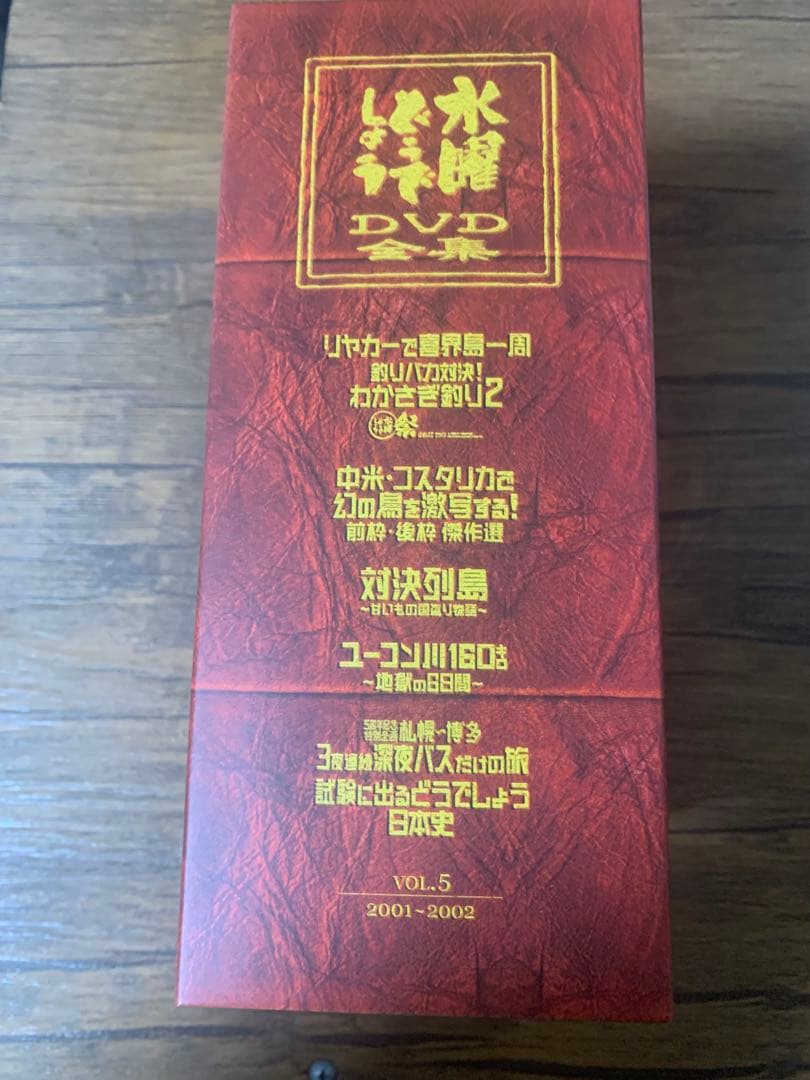 水曜
どうで
しょう
DVD
全集
リヤカーで喜界島一周
釣りバカ対決!
わかさぎ釣り2
祭
中米・コスタリカで
幻の鳥を激写する!
前枠・後枠 傑作選
対決列島
~甘いもの国盗り物語~
ユーコン川160キロ
~地獄の6日間~
札幌~博多
3夜連続深夜バスだけの旅
試験に出るどうでしょう
日本史
VOL.5
2001~2002